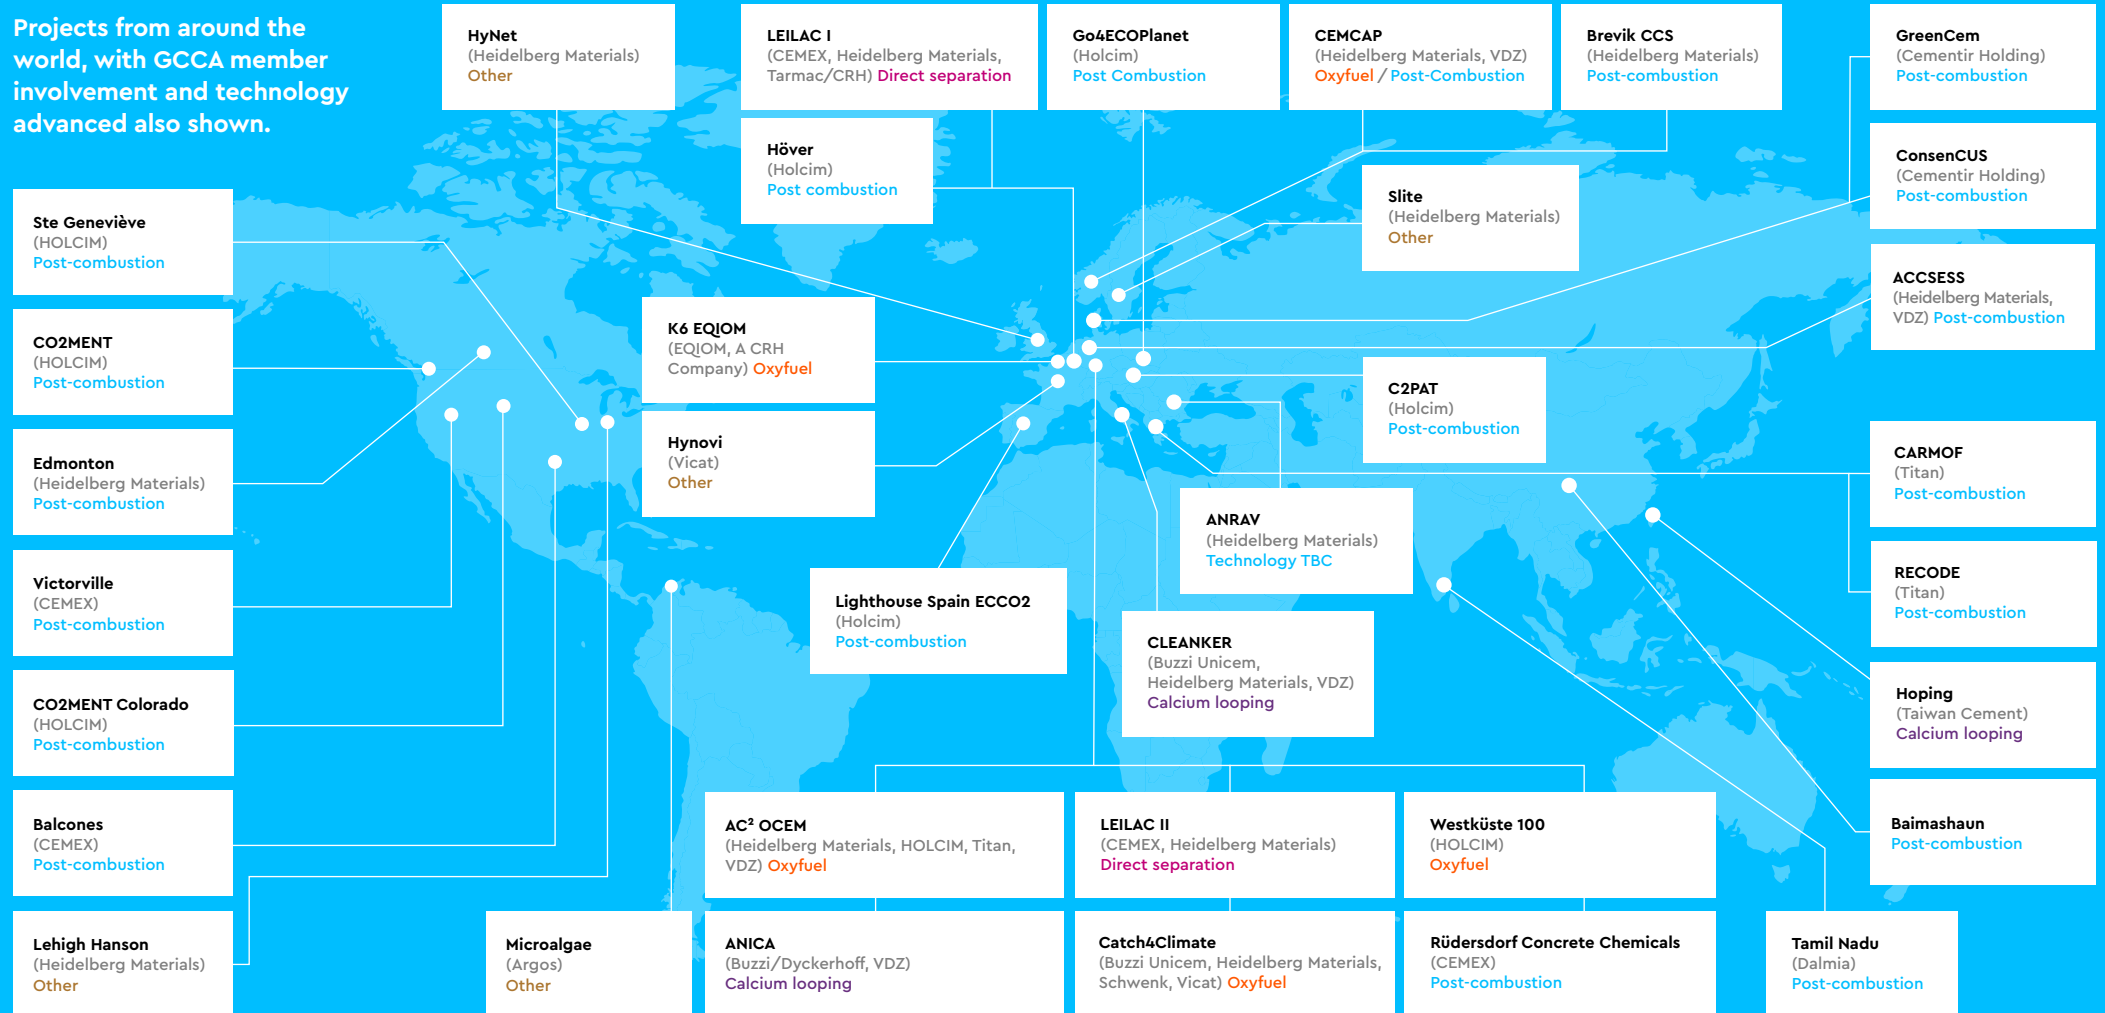 Projects from around the
world, with GCCA member
involvement and technology
advanced also shown.
HyNet
(Heidelberg Materials)
Other
LEILAC I
(CEMEX, Heidelberg Materials,
Tarmac/CRH) Direct separation
Go4ECOPlanet
(Holcim)
Post Combustion
CEMCAP
(Heidelberg Materials, VDZ)
Oxyfuel / Post-Combustion
Brevik CCS
(Heidelberg Materials)
Post-combustion
GreenCem
(Cementir Holding)
Post-combustion
Höver
(Holcim)
Post combustion
ConsenCUS
(Cementir Holding)
Post-combustion
Slite
(Heidelberg Materials)
Other
Ste Geneviève
(HOLCIM)
Post-combustion
ACCSESS
(Heidelberg Materials,
VDZ) Post-combustion
CO2MENT
(HOLCIM)
Post-combustion
K6 EQIOM
(EQIOM, A CRH
Company) Oxyfuel
C2PAT
(Holcim)
Post-combustion
Edmonton
(Heidelberg Materials)
Post-combustion
Hynovi
(Vicat)
Other
CARMOF
(Titan)
Post-combustion
ANRAV
(Heidelberg Materials)
Technology TBC
Victorville
(CEMEX)
Post-combustion
Lighthouse Spain ECCO2
(Holcim)
Post-combustion
RECODE
(Titan)
Post-combustion
CLEANKER
(Buzzi Unicem,
Heidelberg Materials, VDZ)
Calcium looping
CO2MENT Colorado
(HOLCIM)
Post-combustion
Hoping
(Taiwan Cement)
Calcium looping
Balcones
(CEMEX)
Post-combustion
AC² OCEM
(Heidelberg Materials, HOLCIM, Titan,
VDZ) Oxyfuel
LEILAC II
(CEMEX, Heidelberg Materials)
Direct separation
Westküste 100
(HOLCIM)
Oxyfuel
Baimashaun
Post-combustion
Lehigh Hanson
(Heidelberg Materials)
Other
Microalgae
(Argos)
Other
ANICA
(Buzzi/Dyckerhoff, VDZ)
Calcium looping
Catch4Climate
(Buzzi Unicem, Heidelberg Materials,
Schwenk, Vicat) Oxyfuel
Rüdersdorf Concrete Chemicals
(CEMEX)
Post-combustion
Tamil Nadu
(Dalmia)
Post-combustion